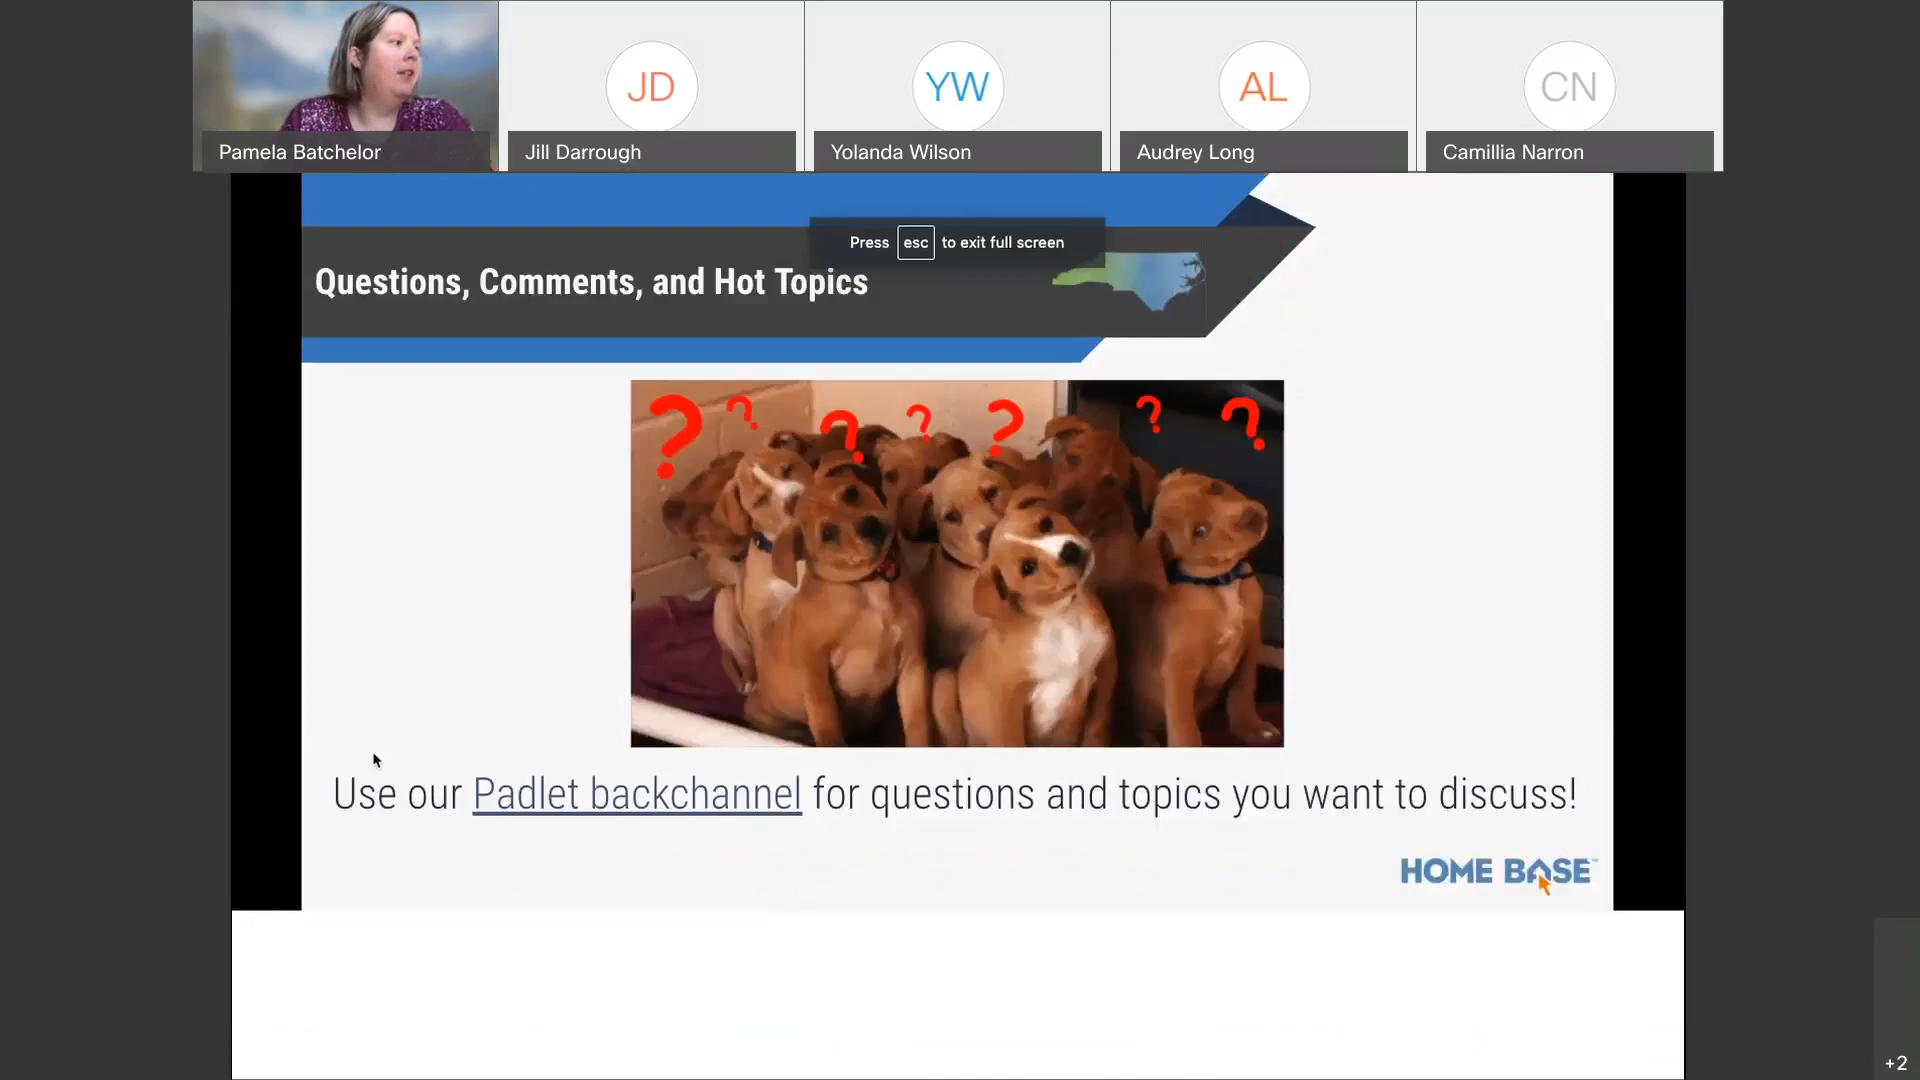 JD
YW
AL
CN
Pamela Batchelor
Jill Darrough
Yolanda Wilson
Audrey Long
Camillia Narron
Press esc to exit full screen
Questions, Comments, and Hot Topics
? ? ? ? ? ? ?
Use our Padlet backchannel for questions and topics you want to discuss!
HOME BASE™
+2